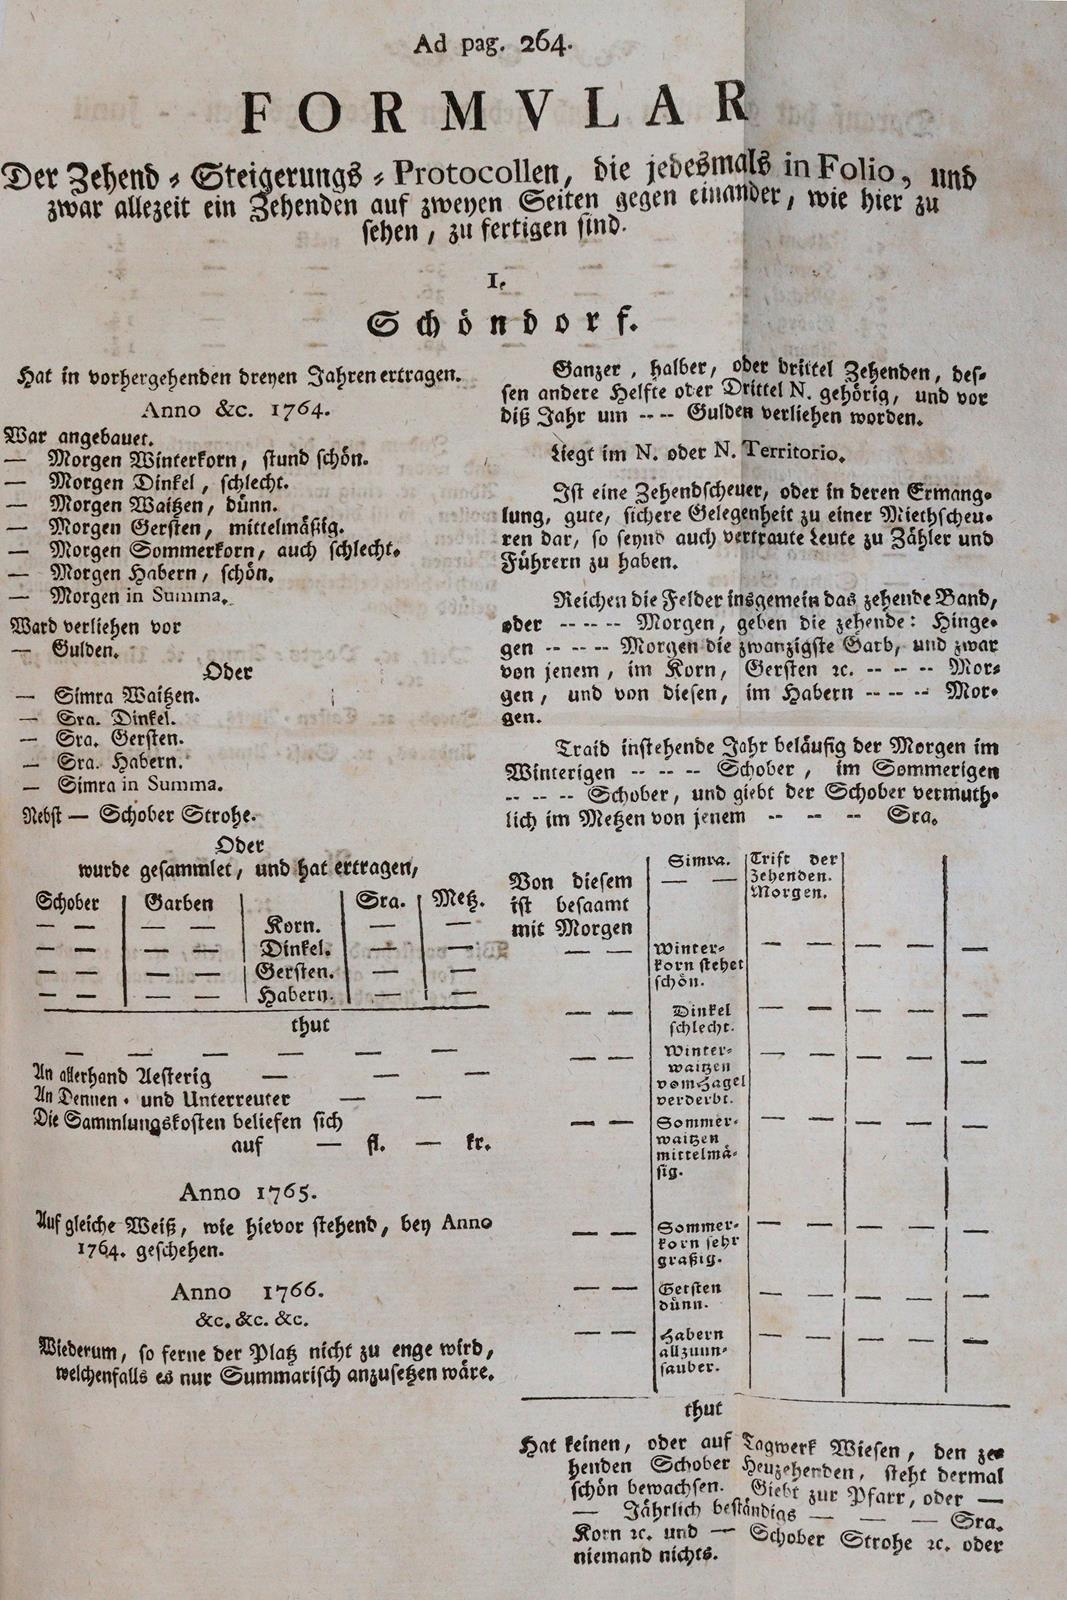 Ad pag. 264.
FORMVLAR
Der Zehend-Steigerungs-Protocollen, die jedesmals in Folio, und
zwar allezeit ein Zehenden auf zweyen Seiten gegen einander, wie hier zu
sehen, zu fertigen sind.
I.
Schöndorf.
Hat in vorhergehenden dreyen Jahren ertragen.
Anno &c. 1764.
War angebauet.
— Morgen Winterkorn, stund schön.
— Morgen Dinkel, schlecht.
— Morgen Waitzen, dünn.
— Morgen Gersten, mittelmäßig.
— Morgen Sommerkorn, auch schlecht.
— Morgen Habern, schön.
— Morgen in Summa.
Ward verliehen vor
— Gulden.
Oder
— Simra Waitzen.
— Sra. Dinkel.
— Sra. Gersten.
— Sra. Habern.
— Simra in Summa.
Nebst — Schober Strohe.
Oder
wurde gesammlet, und hat ertragen,
Schober Garben Sra. Metz.
— — — — Korn. — —
— — — — Dinkel. — —
— — — — Gersten. — —
— — — — Habern. — —
thut
— — — — — —
An allerhand Aesterig — — —
An Dennen- und Unterreuter — —
Die Sammlungskosten beliefen sich
auf — fl. — kr.
Anno 1765.
Auf gleiche Weiß, wie hievor stehend, bey Anno
1764. geschehen.
Anno 1766.
&c. &c. &c.
Wiederum, so ferne der Platz nicht zu enge wird,
welchenfalls es nur Summarisch anzusetzen wäre.
Ganzer, halber, oder drittel Zehenden, des-
sen andere Helfte oder Drittel N. gehörig, und vor
diß Jahr um -- -- Gulden verliehen worden.
Liegt im N. oder N. Territorio.
Ist eine Zehendscheuer, oder in deren Ermang-
lung, gute, sichere Gelegenheit zu einer Miethscheu-
ren dar, so seynd auch vertraute Leute zu Zähler und
Führern zu haben.
Reichen die Felder insgemein das zehende Band,
oder -- -- -- Morgen, geben die zehende: Hinge-
gen -- -- -- Morgen die zwanzigste Garb, und zwar
von jenem, im Korn, Gersten ꝛc. -- -- -- Mor-
gen, und von diesen, im Habern -- -- -- Mor-
gen.
Traid instehende Jahr beläufig der Morgen im
Winterigen -- -- -- Schober, im Sommerigen
-- -- -- Schober, und giebt der Schober vermuth-
lich im Metzen von jenem -- -- -- Sra.
Von diesem
ist besaamt
mit Morgen
Simra.
— —
Trift der
Zehenden.
Morgen.
— — Winter-
korn stehet
schön. — — — — —
— — Dinkel
schlecht. — — — — —
— — Winter-
waitzen
vom Hagel
verderbt. — — — — —
— — Sommer-
waitzen
mittelmä-
sig. — — — — —
— — Sommer-
korn sehr
graßig. — — — — —
— — Gersten
dünn. — — — — —
— — Habern
allzuun-
sauber. — — — — —
thut
Hat keinen, oder auf Tagwerk Wiesen, den ze-
henden Schober Heuzehenden, steht dermal
schön bewachsen. Giebt zur Pfarr, oder —
— Jährlich beständigs — — — Sra.
Korn ꝛc. und — Schober Strohe ꝛc. oder
niemand nichts.